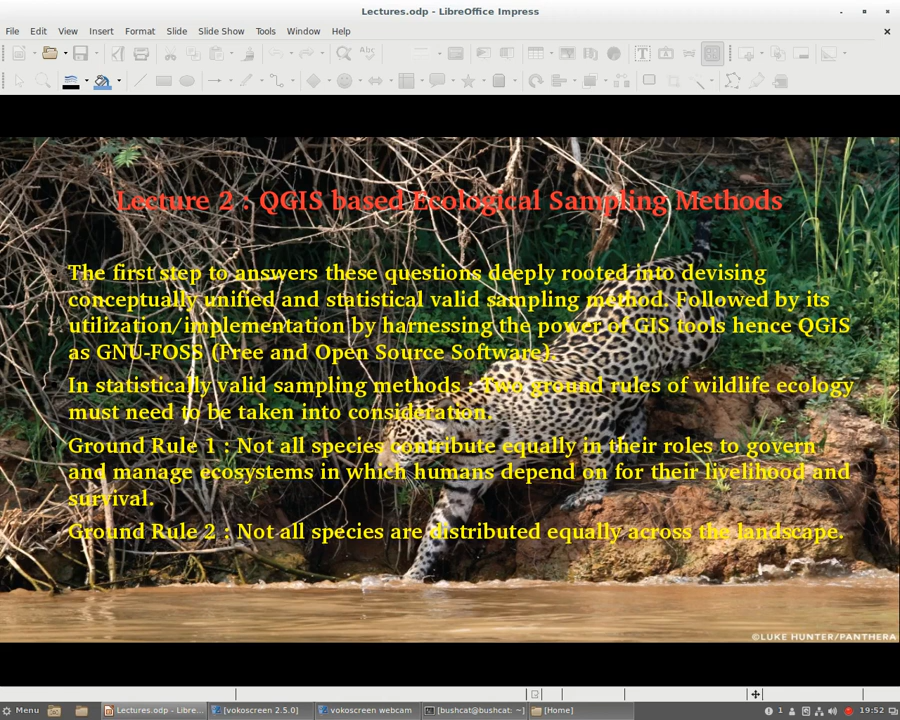 Lectures.odp - LibreOffice Impress
File Edit View Insert Format Slide Slide Show Tools Window Help
Lecture 2 : QGIS based Ecological Sampling Methods
The first step to answers these questions deeply rooted into devising
conceptually unified and statistical valid sampling method. Followed by its
utilization/implementation by harnessing the power of GIS tools hence QGIS
as GNU-FOSS (Free and Open Source Software).
In statistically valid sampling methods : Two ground rules of wildlife ecology
must need to be taken into consideration.
Ground Rule 1 : Not all species contribute equally in their roles to govern
and manage ecosystems in which humans depend on for their livelihood and
survival.
Ground Rule 2 : Not all species are distributed equally across the landscape.
©LUKE HUNTER/PANTHERA
Menu Lectures.odp - Libre... [vokoscreen 2.5.0] vokoscreen webcam [bushcat@bushcat: ~] [Home] 1 19:52